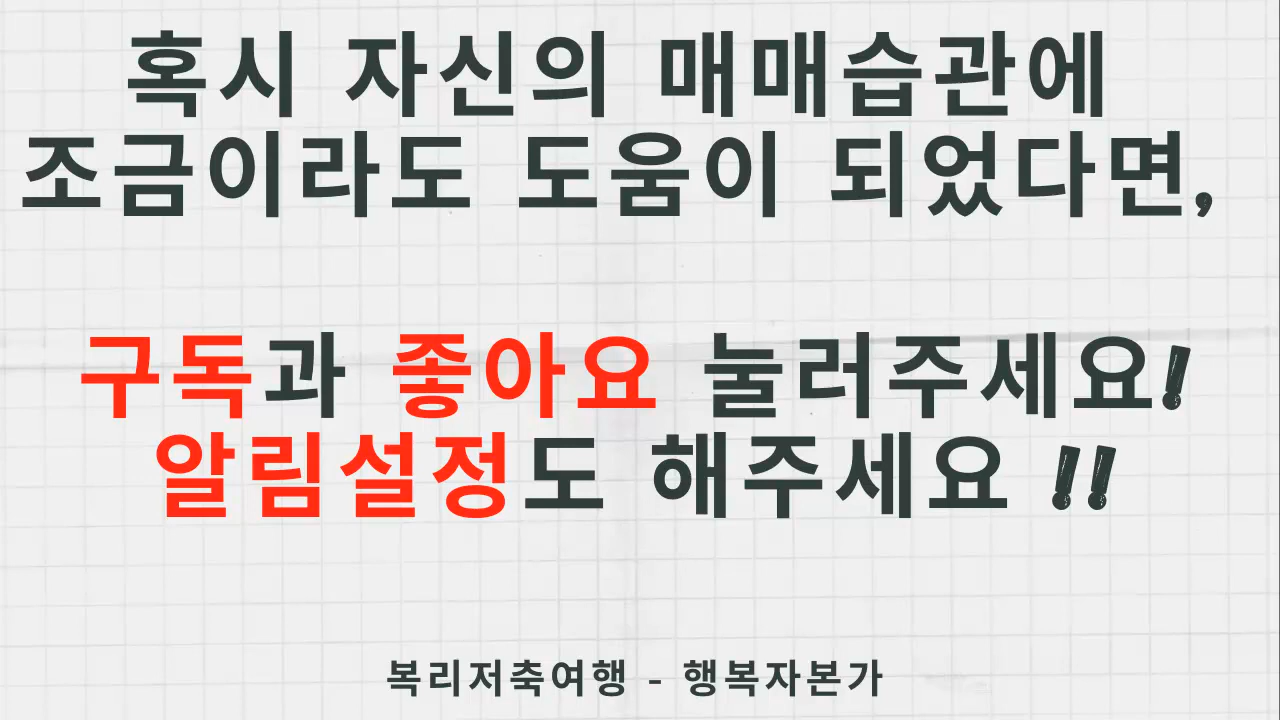 혹시 자신의 매매습관에
조금이라도 도움이 되었다면,
구독과 좋아요 눌러주세요!
알림설정도 해주세요 !!
복리저축여행 - 행복자본가